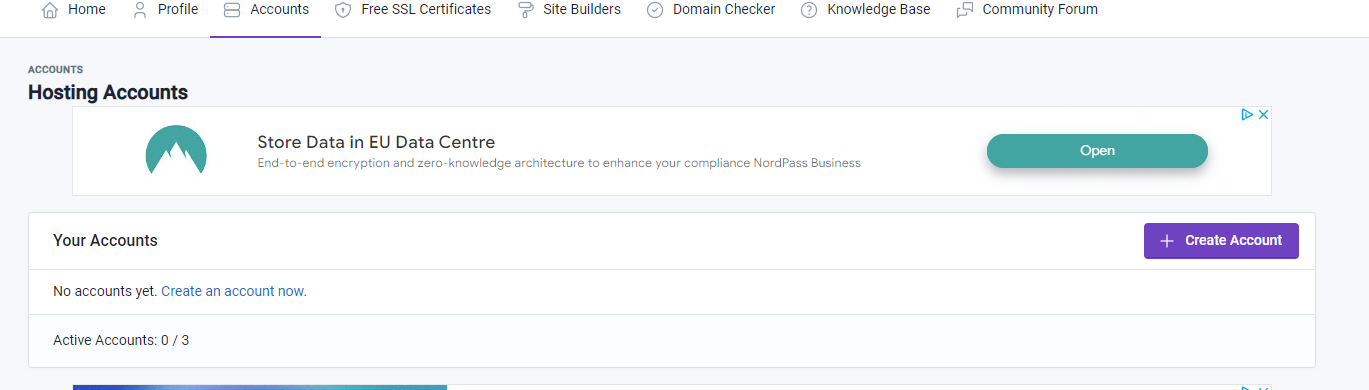 Home Profile Accounts Free SSL Certificates Site Builders Domain Checker Knowledge Base Community Forum
ACCOUNTS
Hosting Accounts
Store Data in EU Data Centre
End-to-end encryption and zero-knowledge architecture to enhance your compliance NordPass Business
Open
Your Accounts
Create Account
No accounts yet. Create an account now.
Active Accounts: 0 / 3